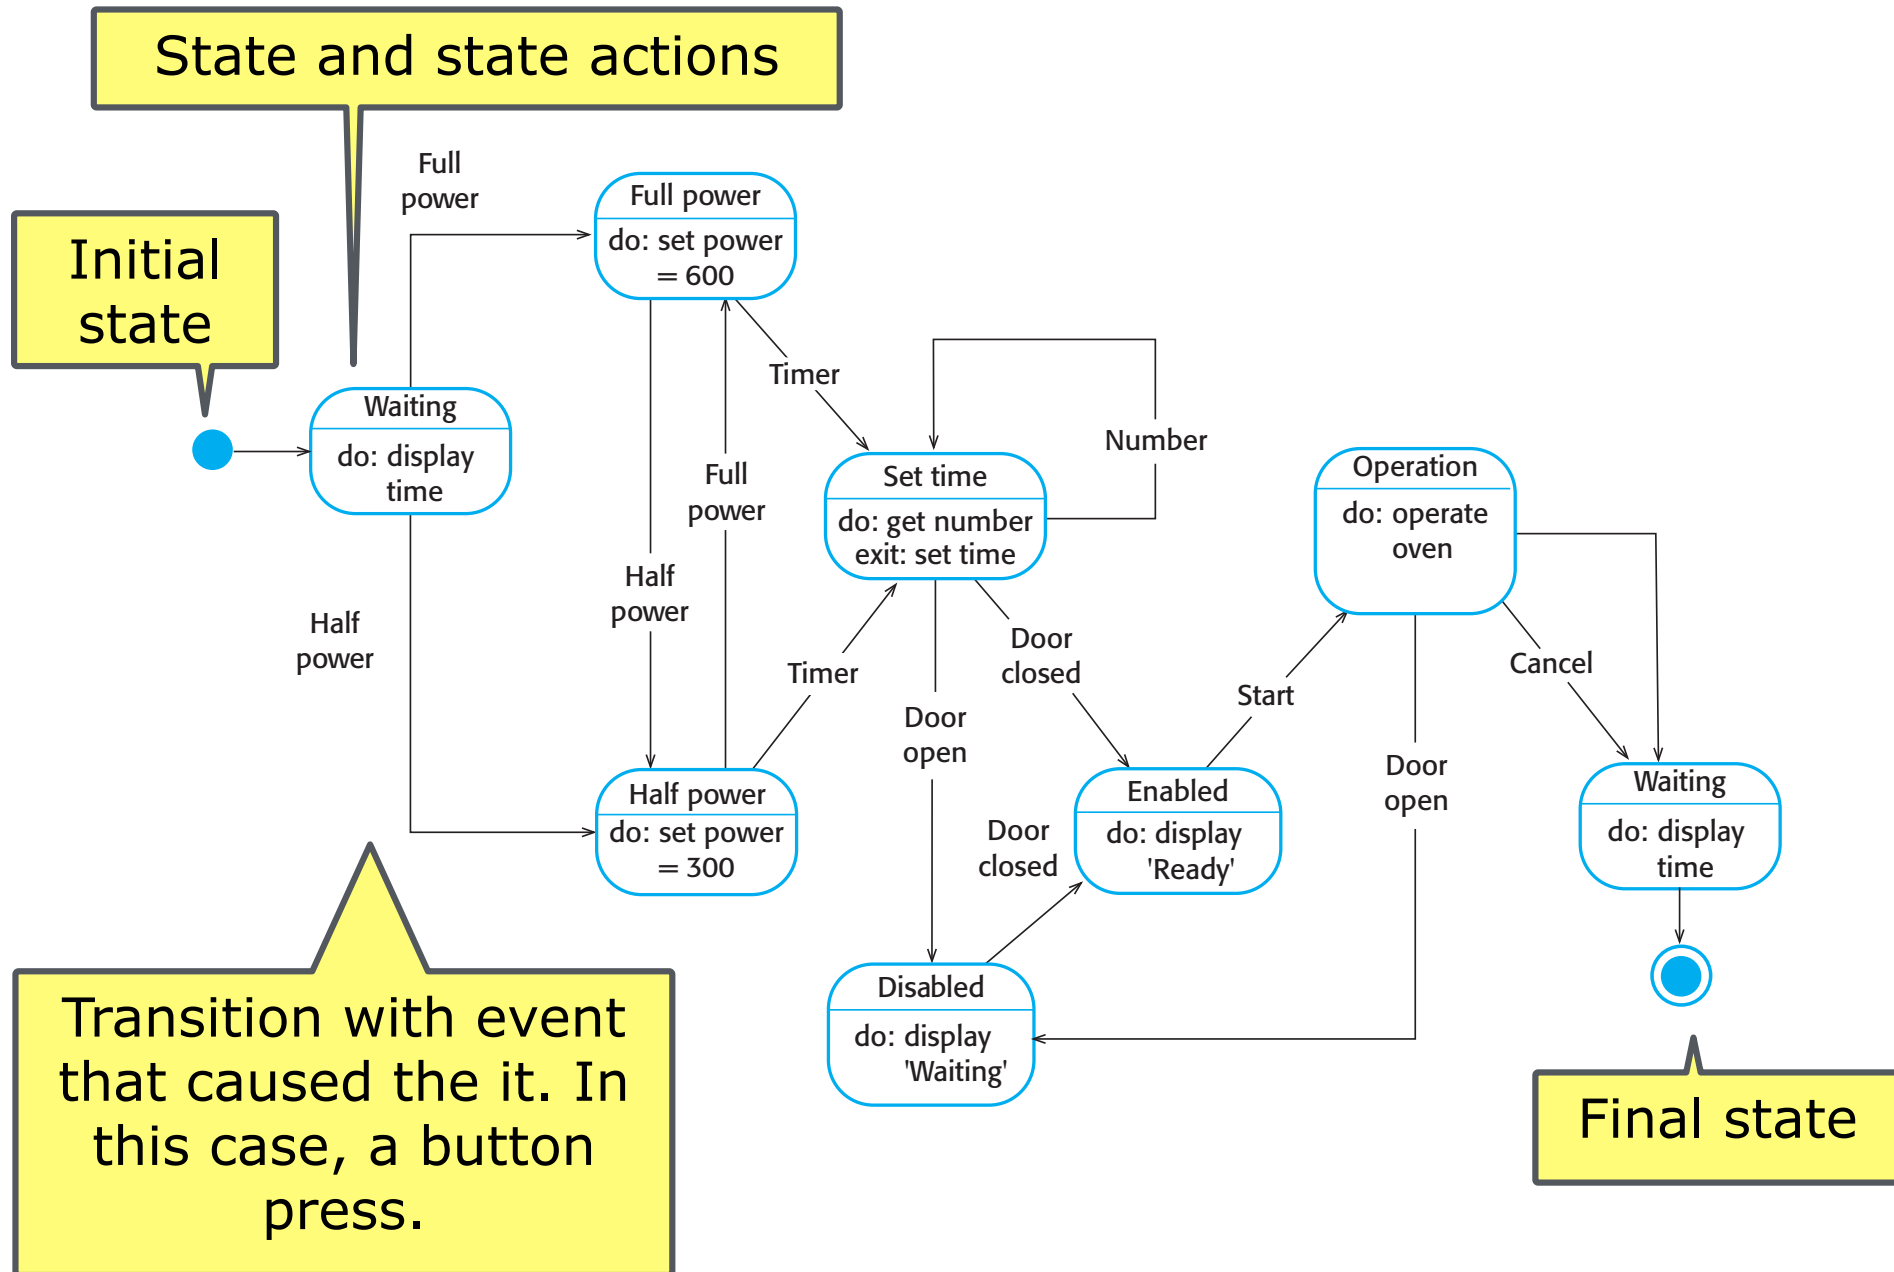 State and state actions
Initial
state
Full
power
Full power
do: set power
= 600
Waiting
do: display
time
Timer
Number
Full
power
Half
power
Half
power
Set time
do: get number
exit: set time
Operation
do: operate
oven
Timer
Door
closed
Door
open
Start
Cancel
Door
open
Half power
do: set power
= 300
Door
closed
Enabled
do: display
'Ready'
Waiting
do: display
time
Disabled
do: display
'Waiting'
Transition with event
that caused the it. In
this case, a button
press.
Final state